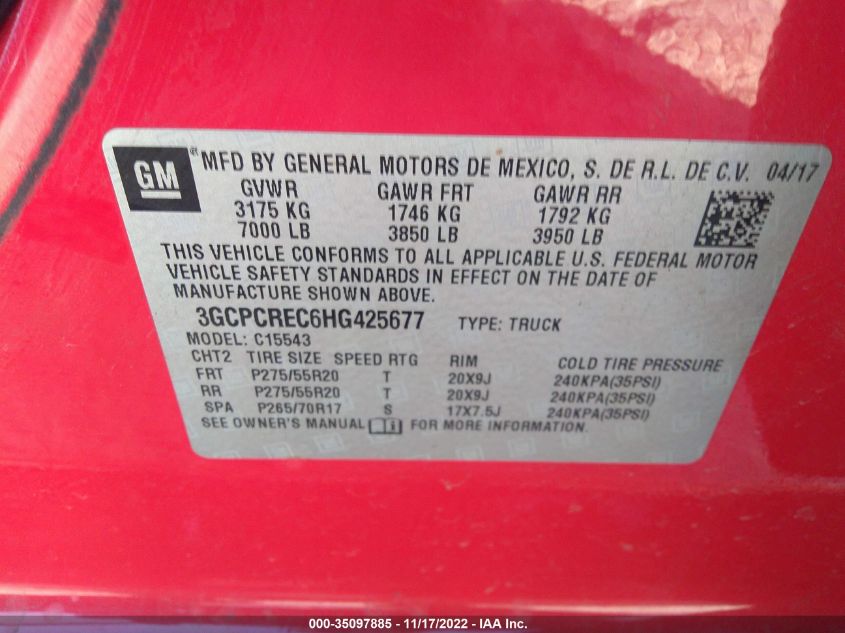 GM
MFD BY GENERAL MOTORS DE MEXICO, S. DE R.L. DE C.V. 04/17
GVWR GAWR FRT GAWR RR
3175 KG 1746 KG 1792 KG
7000 LB 3850 LB 3950 LB
THIS VEHICLE CONFORMS TO ALL APPLICABLE U.S. FEDERAL MOTOR
VEHICLE SAFETY STANDARDS IN EFFECT ON THE DATE OF
MANUFACTURE SHOWN ABOVE.
3GCPCREC6HG425677 TYPE: TRUCK
MODEL: C15543
CHT2 TIRE SIZE SPEED RTG RIM COLD TIRE PRESSURE
FRT P275/55R20 T 20X9J 240KPA(35PSI)
RR P275/55R20 T 20X9J 240KPA(35PSI)
SPA P265/70R17 S 17X7.5J 240KPA(35PSI)
SEE OWNER'S MANUAL FOR MORE INFORMATION.
000-35097885 - 11/17/2022 - IAA Inc.